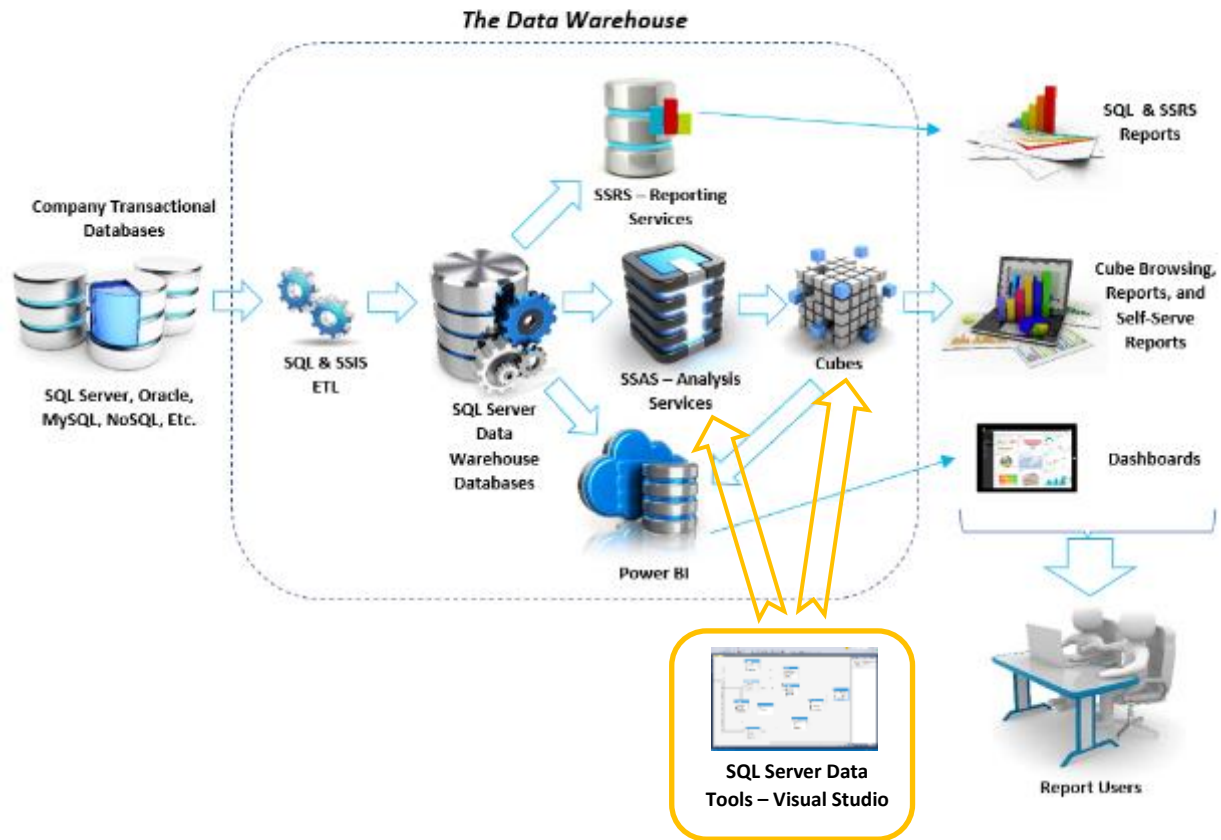 The Data Warehouse
SQL & SSRS
Reports
SSRS – Reporting
Services
Company Transactional
Databases
Cube Browsing,
Reports, and
Self-Serve
Reports
SQL & SSIS
ETL
SSAS – Analysis
Services
Cubes
SQL Server, Oracle,
MySQL, NoSQL, Etc.
SQL Server
Data
Warehouse
Databases
Dashboards
Power BI
SQL Server Data
Tools – Visual Studio
Report Users